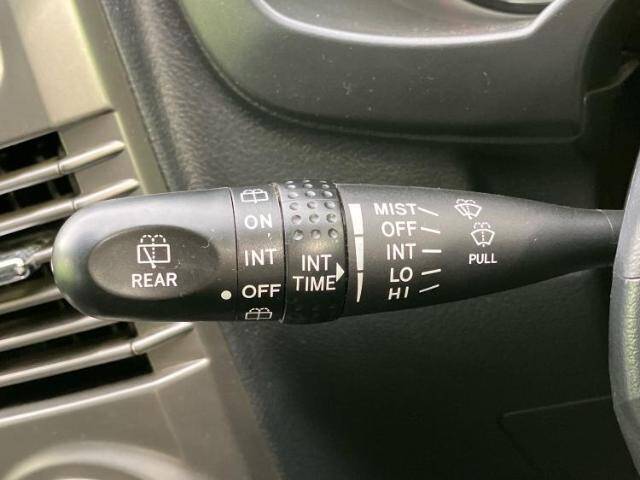 REAR
ON
INT
OFF
INT
TIME
MIST
OFF
INT
LO
HI
PULL